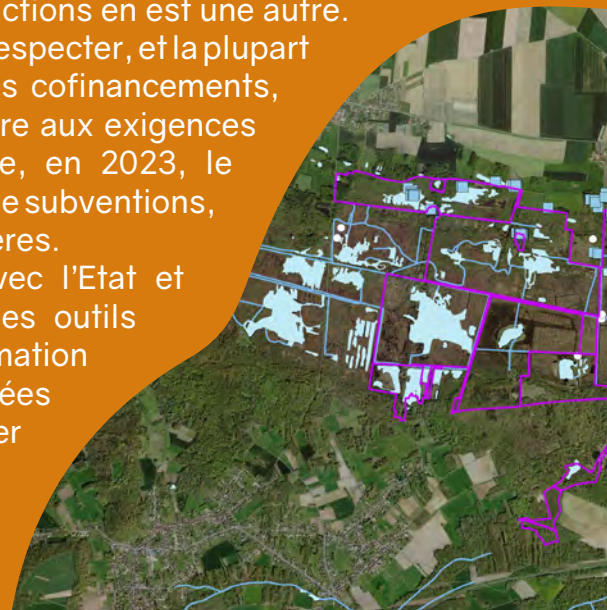 ctions en est une autre.
especter, et la plupart
s cofinancements,
re aux exigences
e, en 2023, le
e subventions,
ères.
vec l'Etat et
es outils
mation
ées
er